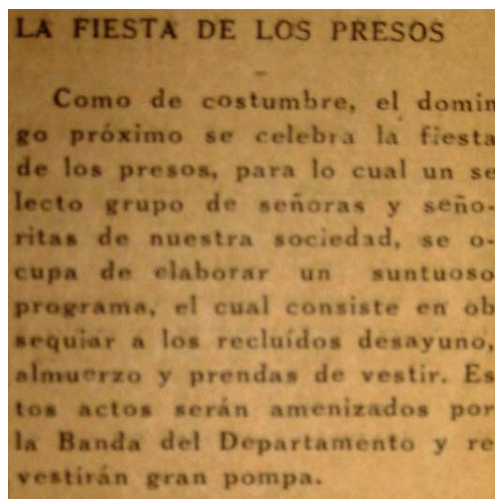 LA FIESTA DE LOS PRESOS
Como de costumbre, el domin
go próximo se celebra la fiesta
de los presos, para lo cual un se
lecto grupo de señoras y seño-
ritas de nuestra sociedad, se o-
cupa de elaborar un suntuoso
programa, el cual consiste en ob
sequiar a los recluídos desayuno,
almuerzo y prendas de vestir. Es
tos actos serán amenizados por
la Banda del Departamento y re
vestirán gran pompa.